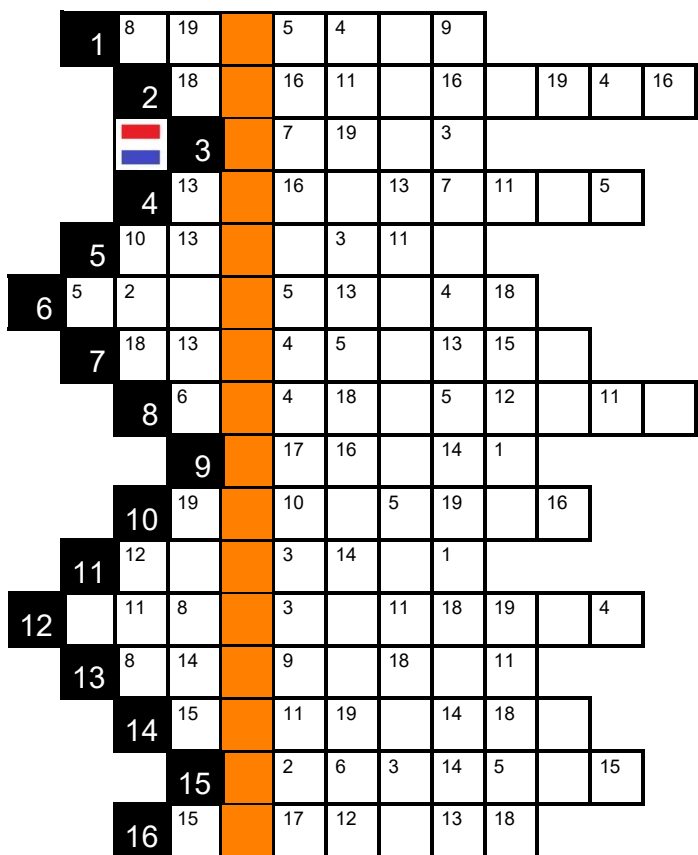 1 8 19 5 4 9
2 18 16 11 16 19 4 16
3 7 19 3
4 13 16 13 7 11 5
5 10 13 3 11
6 5 2 5 13 4 18
7 18 13 4 5 13 15
8 6 4 18 5 12 11
9 17 16 14 1
10 19 10 5 19 16
11 12 3 14 1
12 11 8 3 11 18 19 4
13 8 14 9 18 11
14 15 11 19 14 18
15 2 6 3 14 5 15
16 15 17 12 13 18